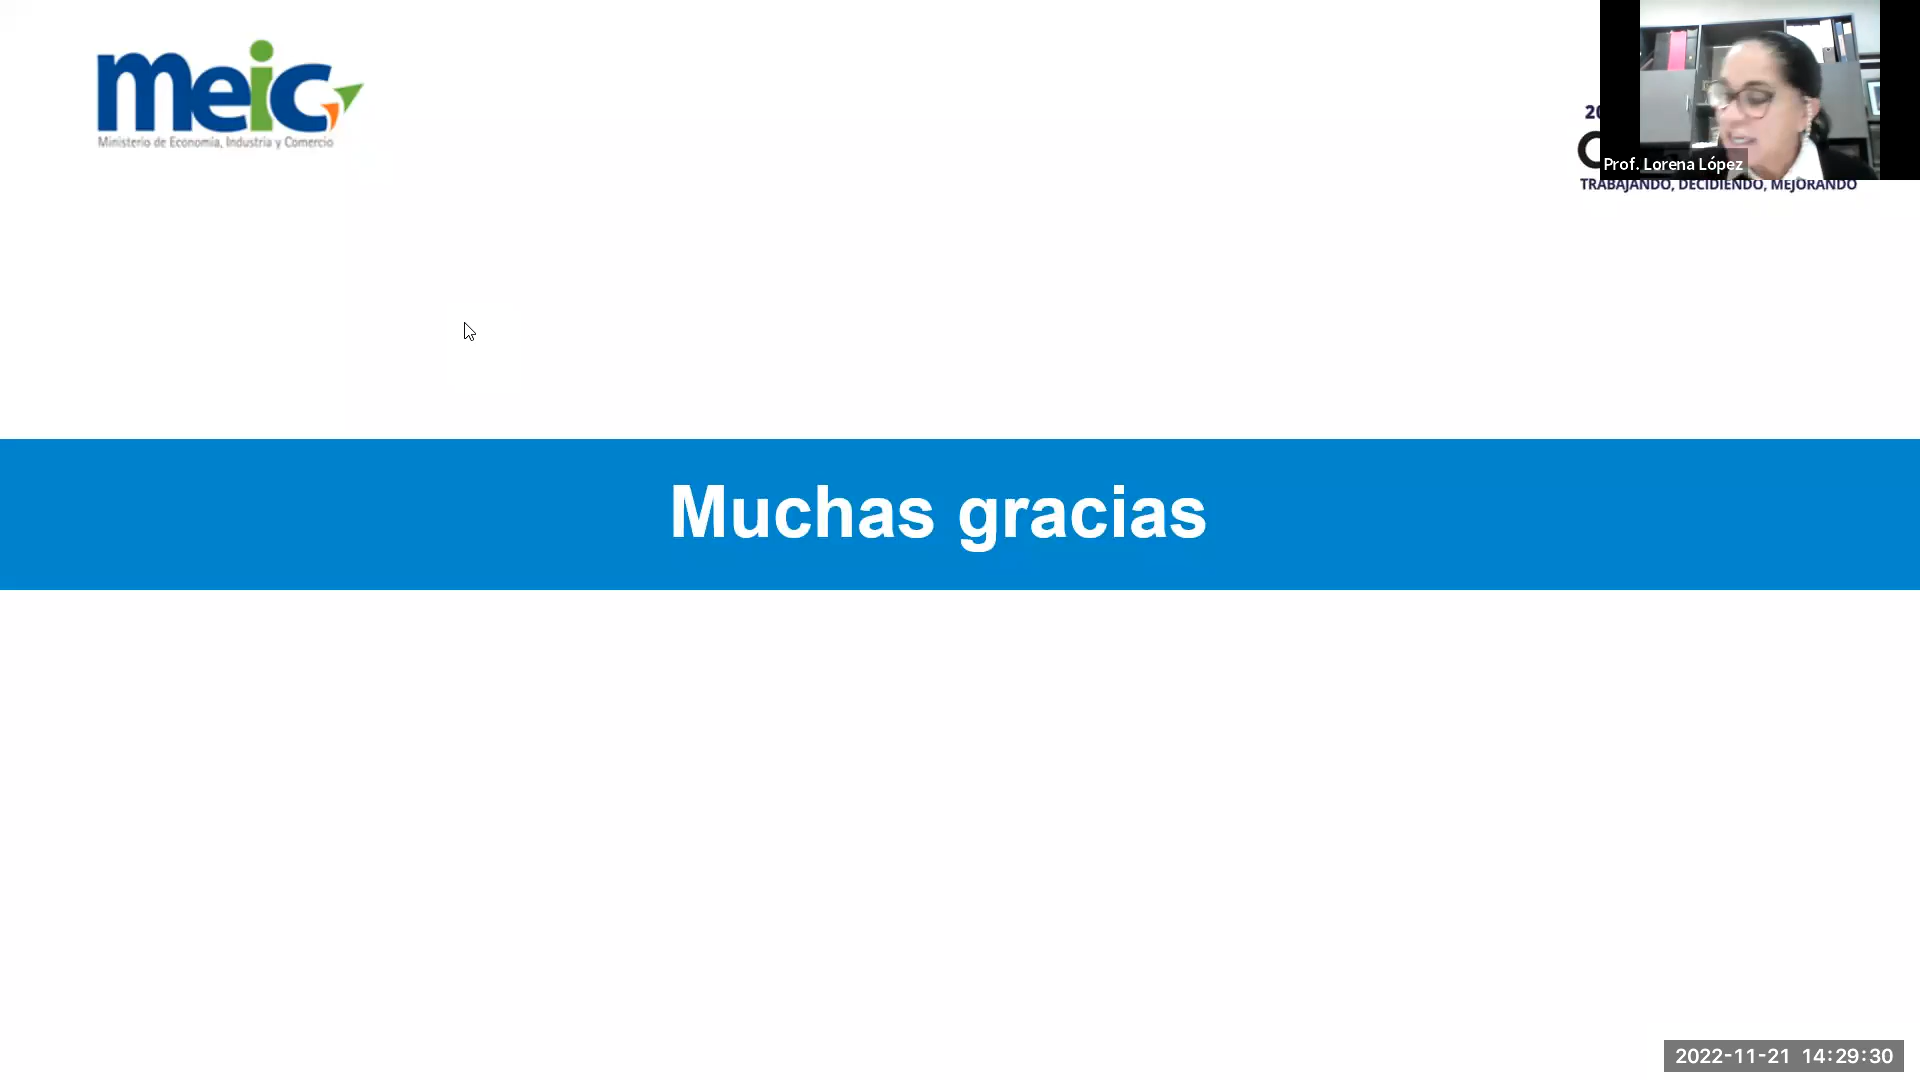 meic
Ministerio de Economía, Industria y Comercio
Prof. Lorena López
TRABAJANDO, DECIDIENDO, MEJORANDO
Muchas gracias
2022-11-21 14:29:30